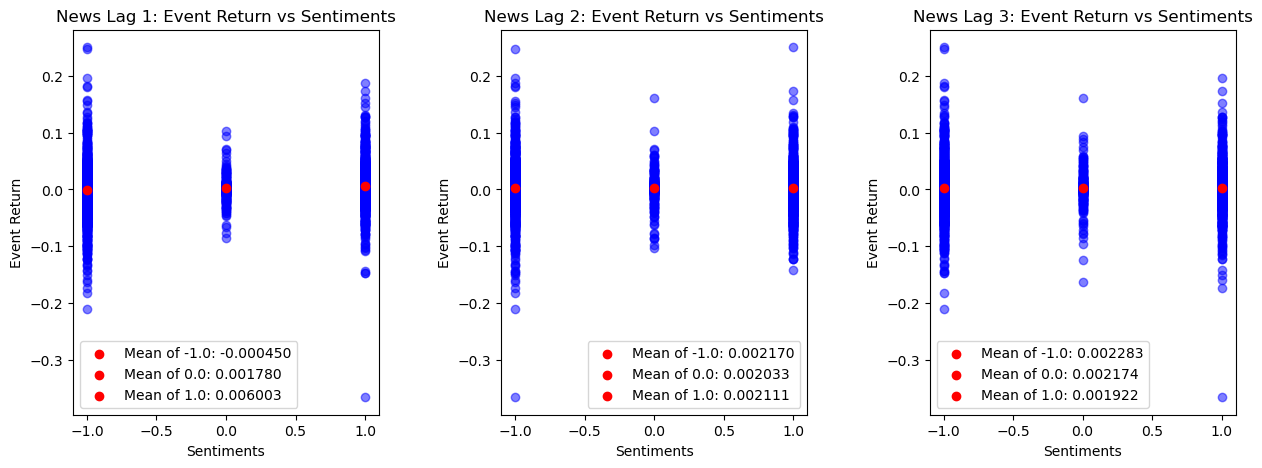 News Lag 1: Event Return vs Sentiments
0.2
0.1
0.0
−0.1
−0.2
−0.3
Event Return
Mean of -1.0: -0.000450
Mean of 0.0: 0.001780
Mean of 1.0: 0.006003
−1.0
−0.5
0.0
0.5
1.0
Sentiments
News Lag 2: Event Return vs Sentiments
0.2
0.1
0.0
−0.1
−0.2
−0.3
Event Return
Mean of -1.0: 0.002170
Mean of 0.0: 0.002033
Mean of 1.0: 0.002111
−1.0
−0.5
0.0
0.5
1.0
Sentiments
News Lag 3: Event Return vs Sentiments
0.2
0.1
0.0
−0.1
−0.2
−0.3
Event Return
Mean of -1.0: 0.002283
Mean of 0.0: 0.002174
Mean of 1.0: 0.001922
−1.0
−0.5
0.0
0.5
1.0
Sentiments